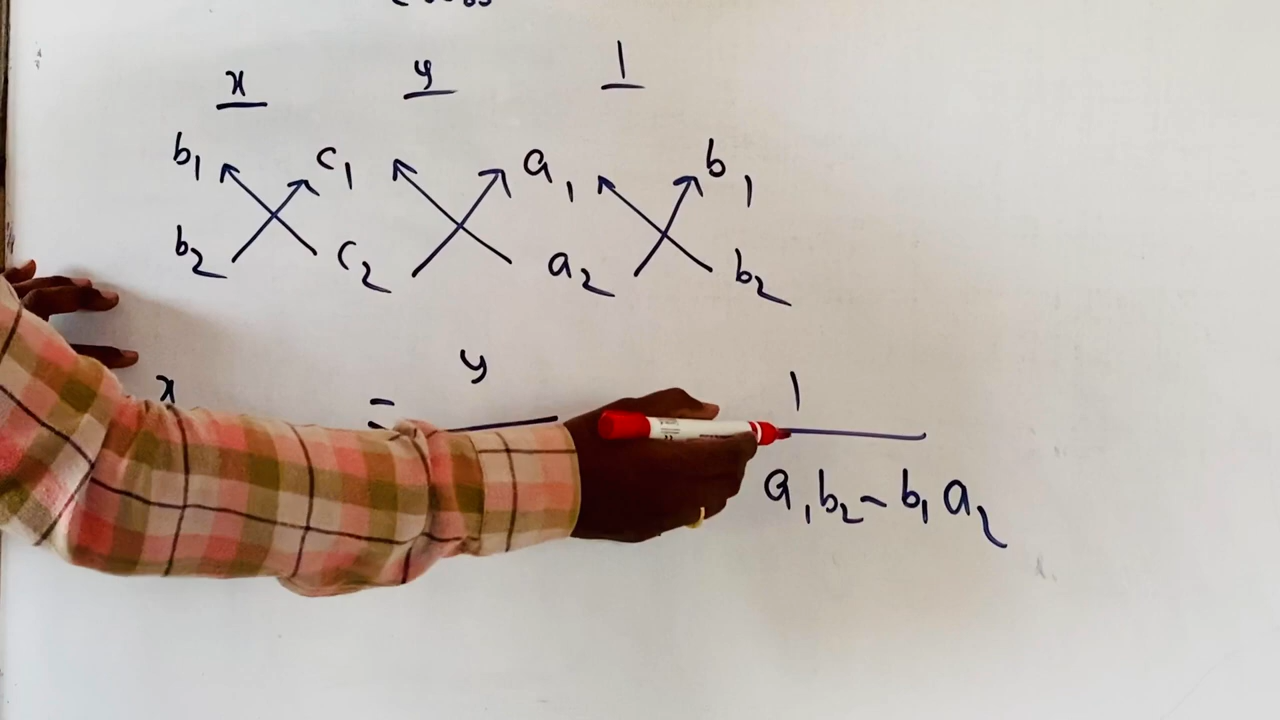 x y 1
b₁ c₁ a₁ b₁
b₂ c₂ a₂ b₂
x = y 1
a₁b₂ - b₁a₂